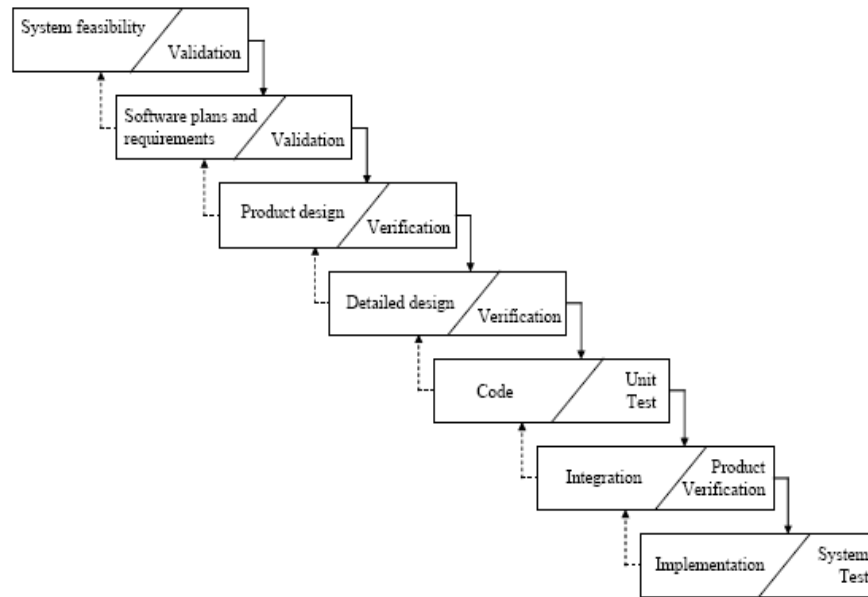 System feasibility
Validation
Software plans and
requirements
Validation
Product design
Verification
Detailed design
Verification
Code
Unit
Test
Integration
Product
Verification
Implementation
System
Test